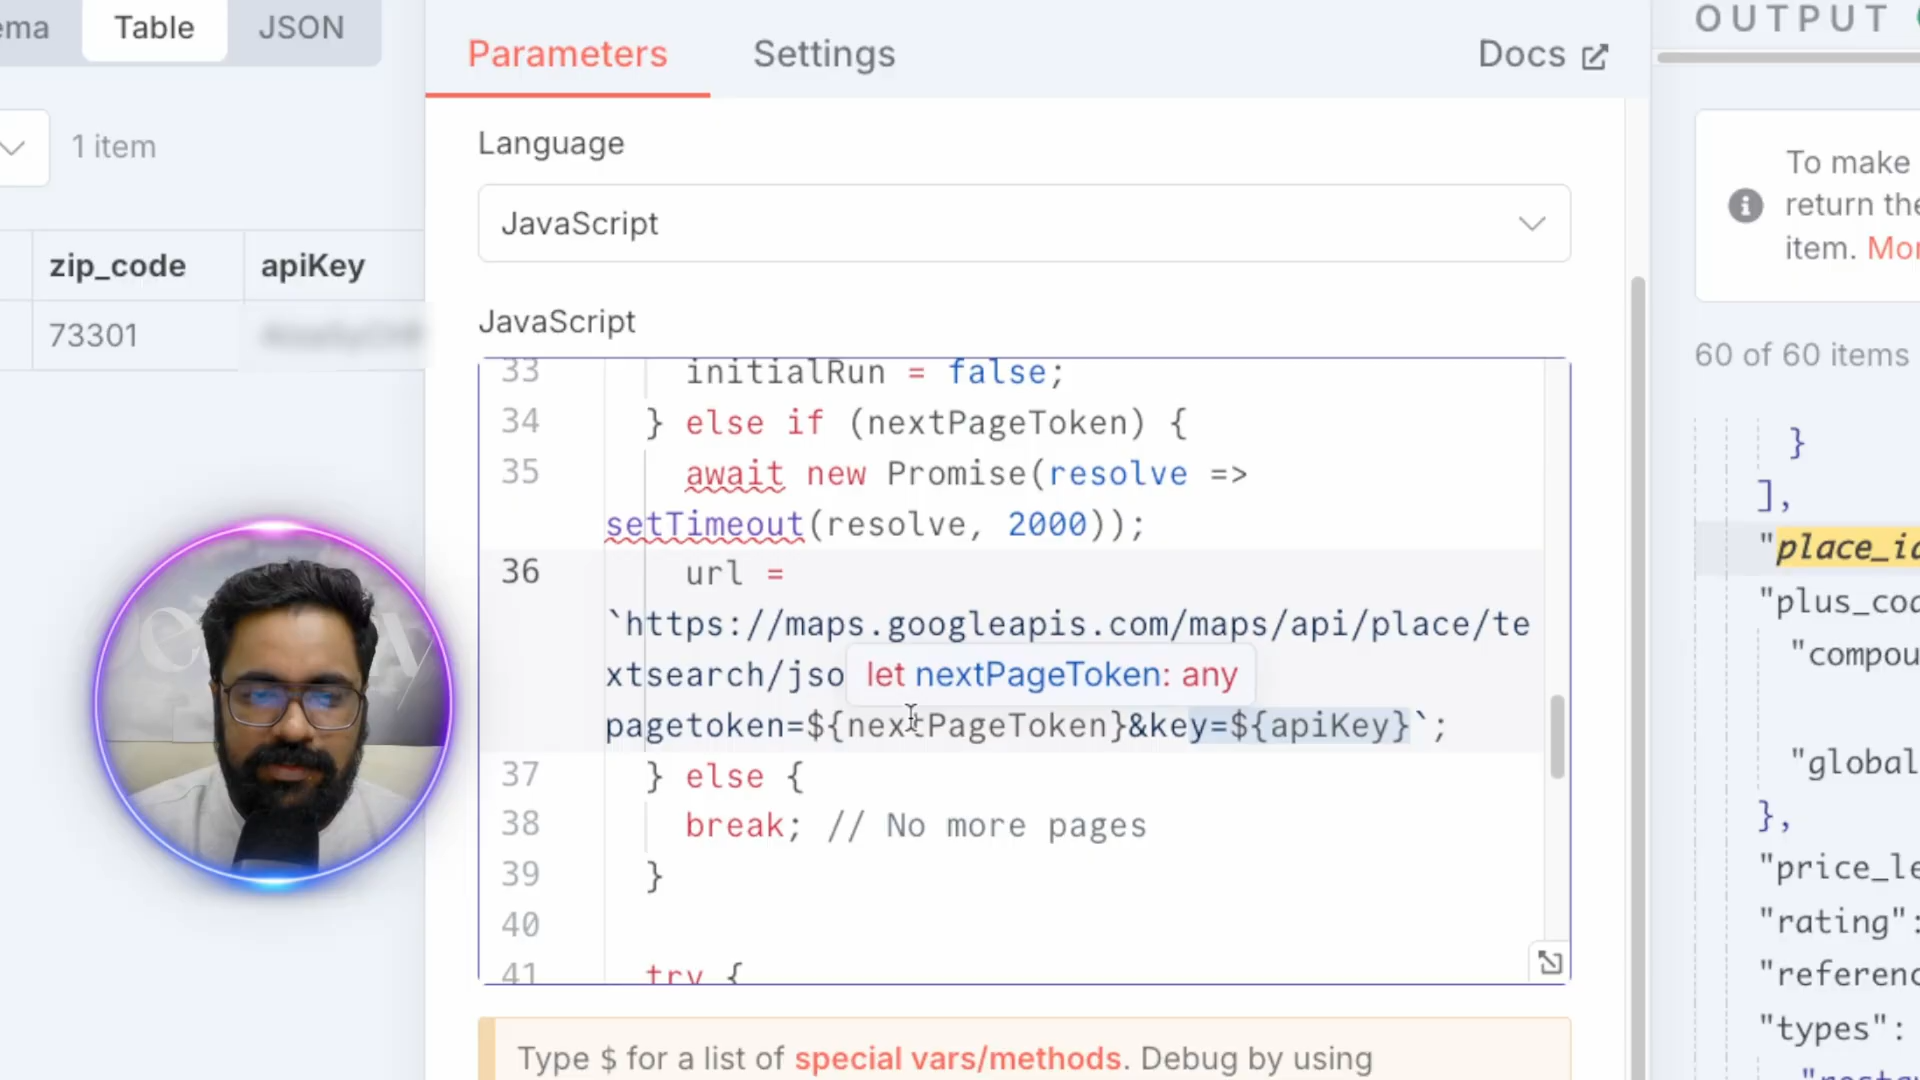 ema
Table
JSON
1 item
zip_code
apiKey
73301
Parameters
Settings
Docs
Language
JavaScript
JavaScript
33 initialRun = false;
34 } else if (nextPageToken) {
35 await new Promise(resolve =>
setTimeout(resolve, 2000));
36 url =
`https://maps.googleapis.com/maps/api/place/te
xtsearch/jso
let nextPageToken: any
pagetoken=${nextPageToken}&key=${apiKey}`;
37 } else {
38 break; // No more pages
39 }
40
41 try {
Type $ for a list of special vars/methods. Debug by using
OUTPUT
To make
return the
item. Mor
60 of 60 items
}
],
"place_id
"plus_cod
"compou
"global
},
"price_le
"rating":
"referenc
"types":